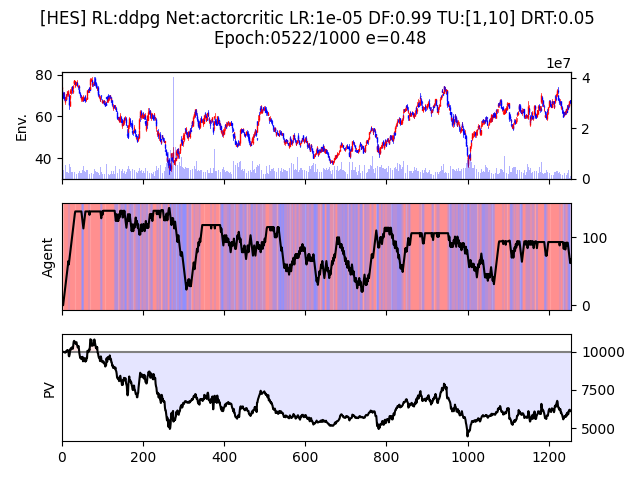 [HES] RL:ddpg Net:actorcritic LR:1e-05 DF:0.99 TU:[1,10] DRT:0.05
Epoch:0522/1000 e=0.48
1e7
80
60
40
Env.
4
2
0
Agent
100
0
PV
10000
7500
5000
0 200 400 600 800 1000 1200